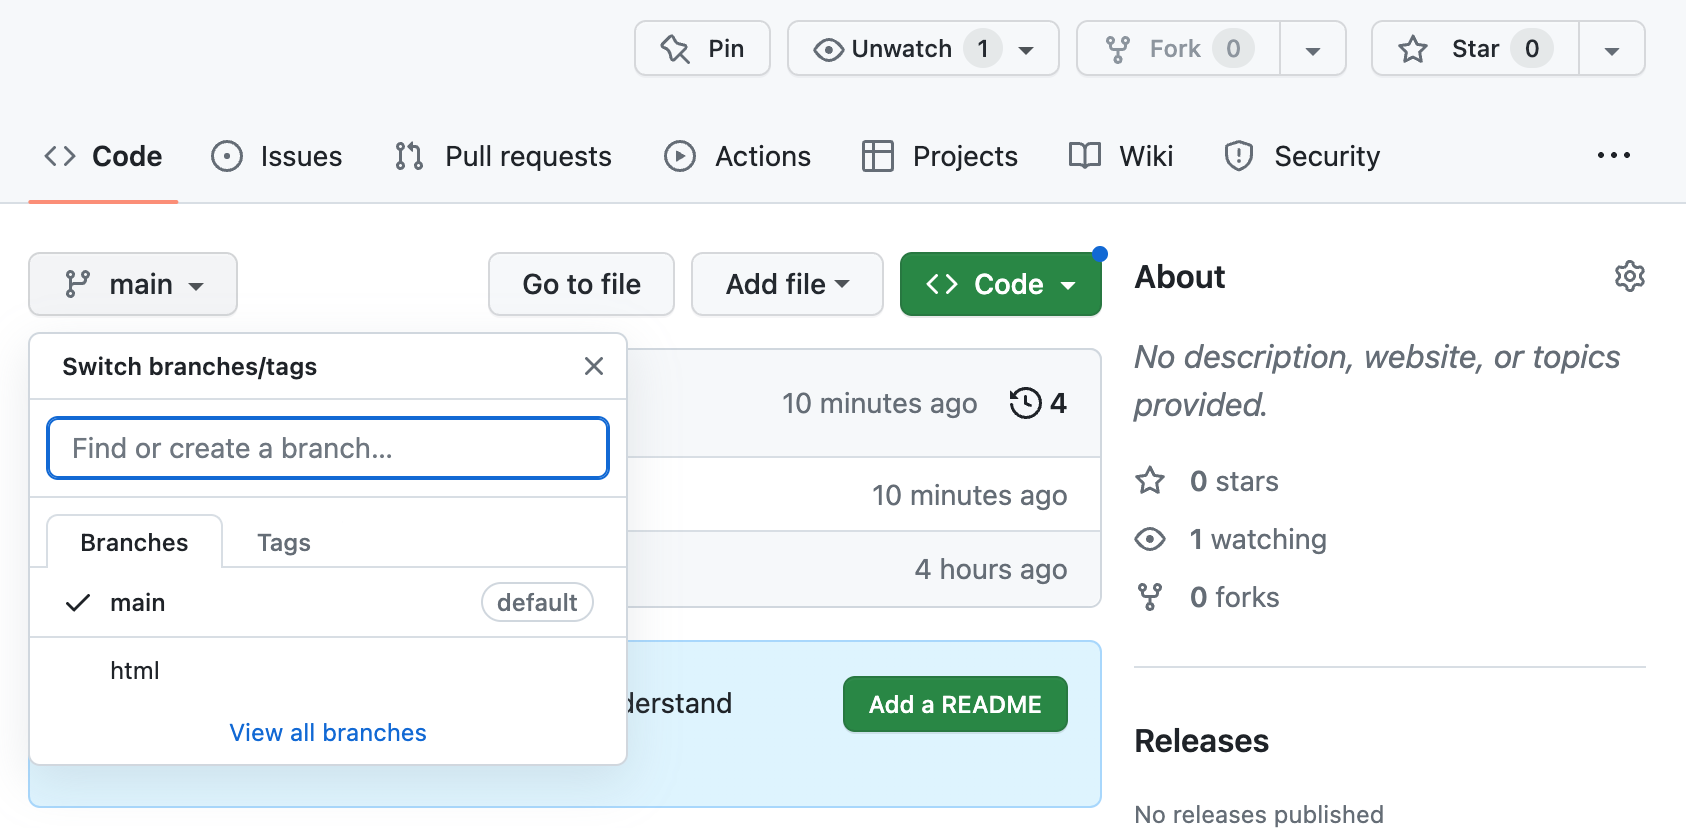 Pin
Unwatch 1
Fork 0
Star 0
Code
Issues
Pull requests
Actions
Projects
Wiki
Security
main
Go to file
Add file
Code
Switch branches/tags
Find or create a branch...
Branches
Tags
main
default
html
View all branches
10 minutes ago
4
10 minutes ago
4 hours ago
Add a README
About
No description, website, or topics
provided.
0 stars
1 watching
0 forks
Releases
No releases published